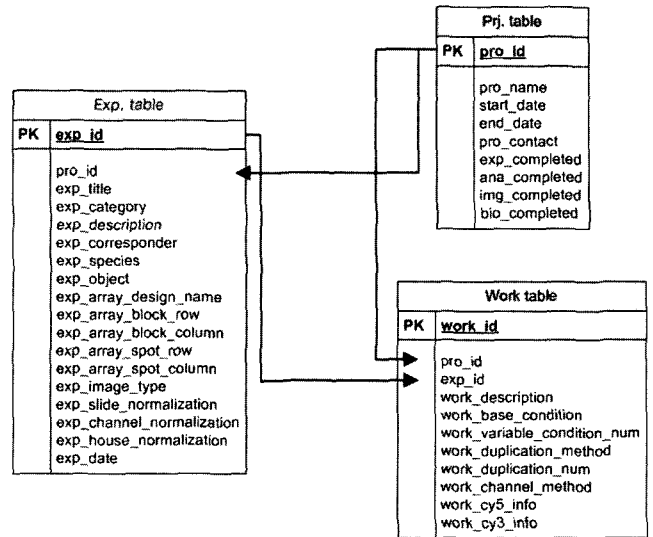 Prj. table
PK pro_id
pro_name
start_date
end_date
pro_contact
exp_completed
ana_completed
img_completed
bio_completed
Exp. table
PK exp_id
pro_id
exp_title
exp_category
exp_description
exp_corresponder
exp_species
exp_object
exp_array_design_name
exp_array_block_row
exp_array_block_column
exp_array_spot_row
exp_array_spot_column
exp_image_type
exp_slide_normalization
exp_channel_normalization
exp_house_normalization
exp_date
Work table
PK work_id
pro_id
exp_id
work_description
work_base_condition
work_variable_condition_num
work_duplication_method
work_duplication_num
work_channel_method
work_cy5_info
work_cy3_info